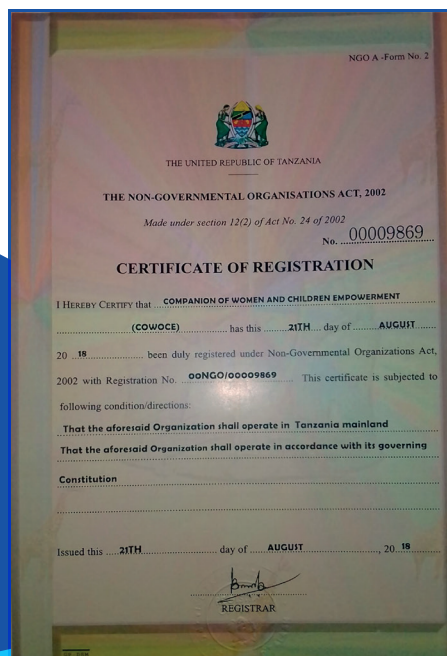 NGO A -Form No. 2
THE UNITED REPUBLIC OF TANZANIA
THE NON-GOVERNMENTAL ORGANISATIONS ACT, 2002
Made under section 12(2) of Act No. 24 of 2002
No. 00009869
CERTIFICATE OF REGISTRATION
I HEREBY CERTIFY that COMPANION OF WOMEN AND CHILDREN EMPOWERMENT
(COWOCE) has this 21TH day of AUGUST
20 18 been duly registered under Non-Governmental Organizations Act,
2002 with Registration No. 00NGO/00009869 This certificate is subjected to
following condition/directions:
That the aforesaid Organization shall operate in Tanzania mainland
That the aforesaid Organization shall operate in accordance with its governing
Constitution
Issued this 21TH day of AUGUST, 20 18
REGISTRAR